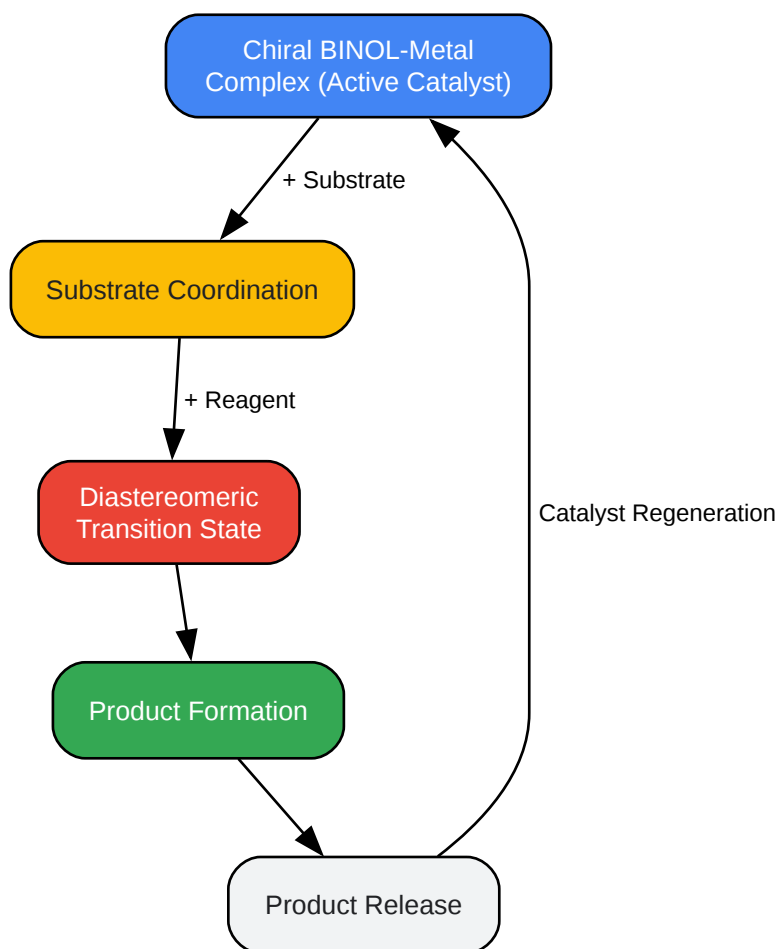 Chiral BINOL-Metal
Complex (Active Catalyst)
+ Substrate
Substrate Coordination
+ Reagent
Diastereomeric
Transition State
Catalyst Regeneration
Product Formation
Product Release